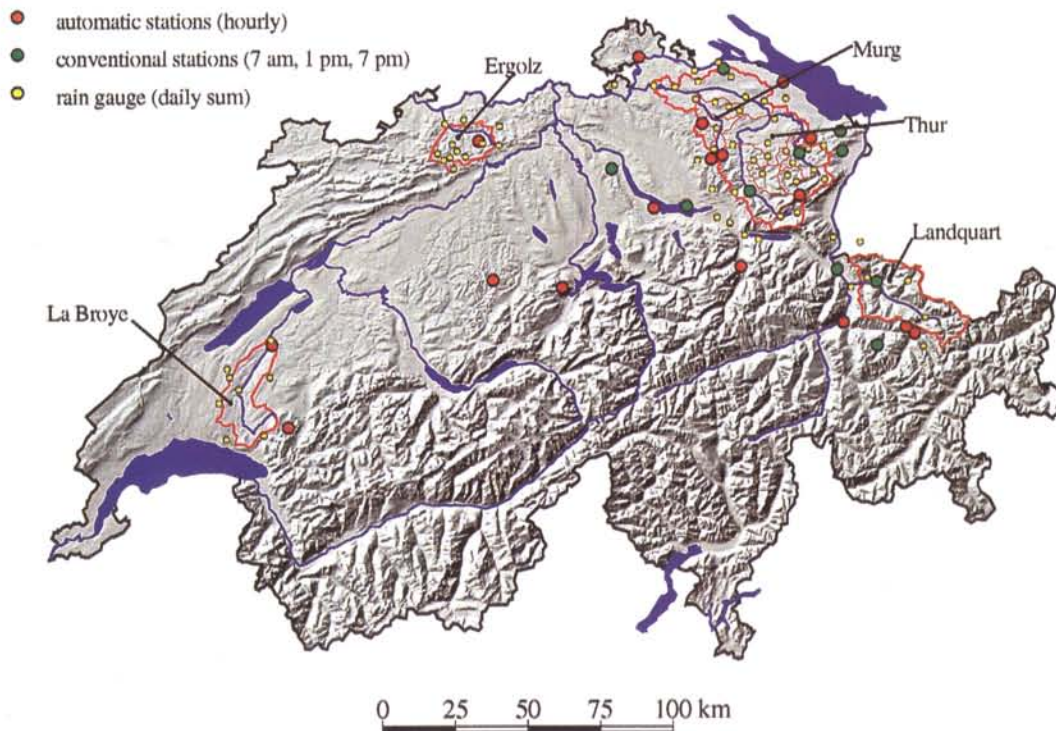 automatic stations (hourly)
conventional stations (7 am, 1 pm, 7 pm)
rain gauge (daily sum)
Ergolz
Murg
Thur
Landquart
La Broye
0 25 50 75 100 km